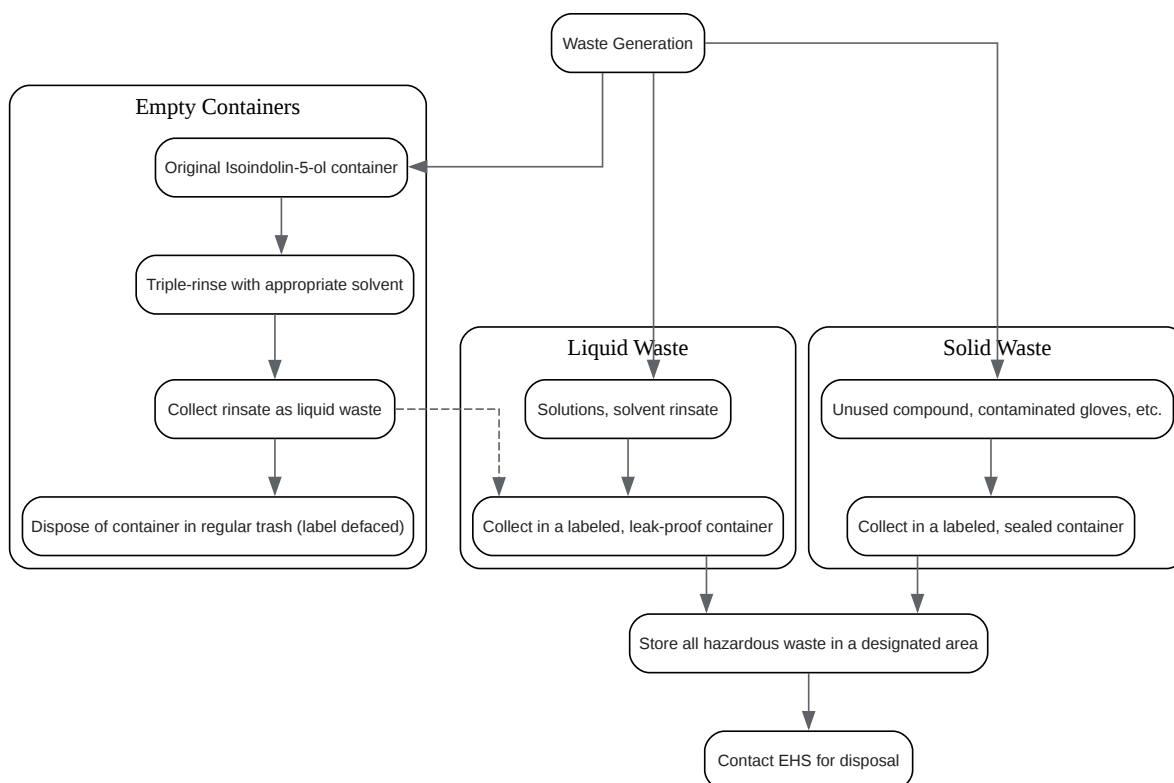 Waste Generation
Empty Containers
Original Isoindolin-5-ol container
Triple-rinse with appropriate solvent
Collect rinsate as liquid waste
Dispose of container in regular trash (label defaced)
Liquid Waste
Solutions, solvent rinsate
Collect in a labeled, leak-proof container
Solid Waste
Unused compound, contaminated gloves, etc.
Collect in a labeled, sealed container
Store all hazardous waste in a designated area
Contact EHS for disposal